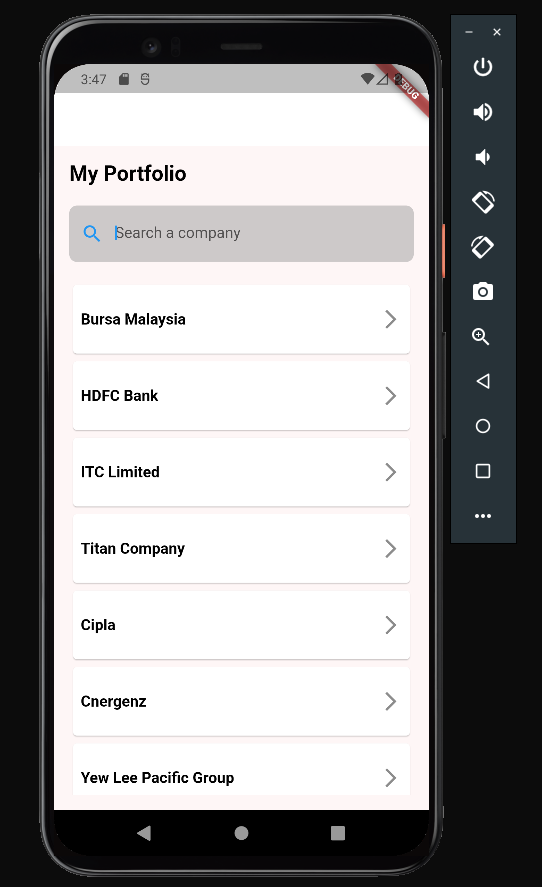 3:47
DEBUG
My Portfolio
Search a company
Bursa Malaysia
HDFC Bank
ITC Limited
Titan Company
Cipla
Cnergenz
Yew Lee Pacific Group